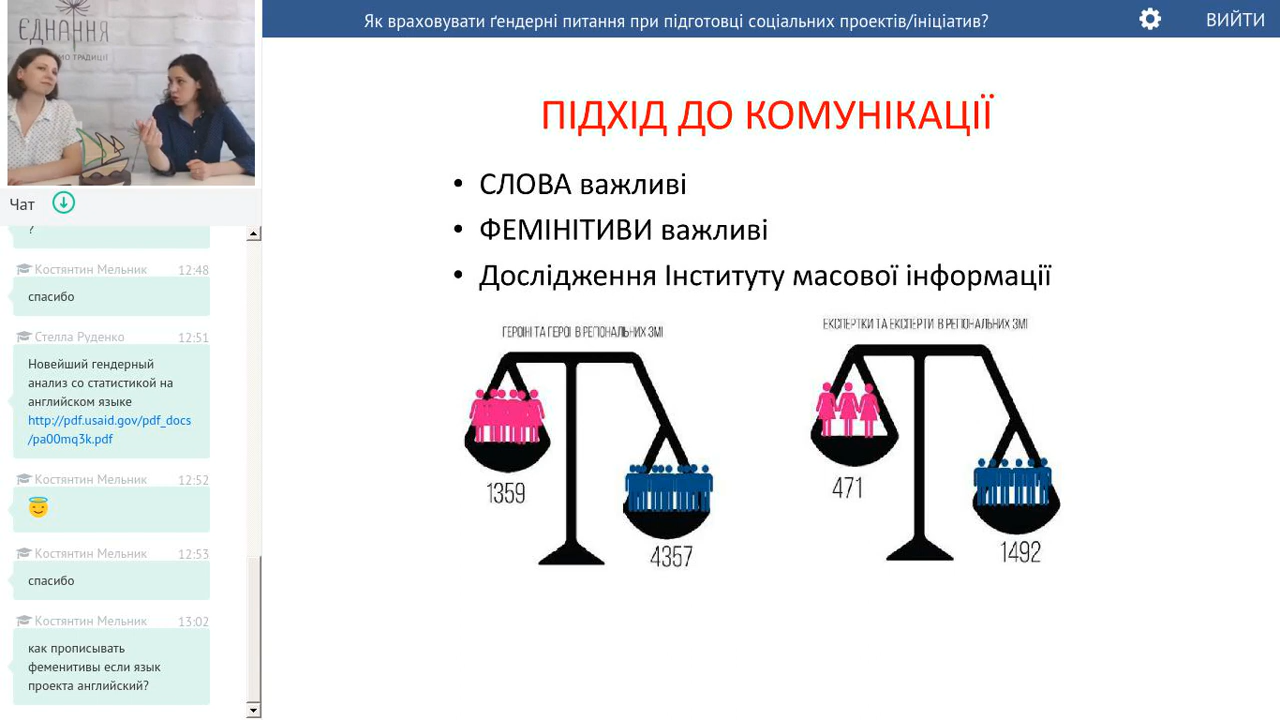 Як враховувати ґендерні питання при підготовці соціальних проектів/ініціатив?
ВИЙТИ
ЄДНАННЯ
МО ТРАДИЦІЇ
Чат
?
Костянтин Мельник 12:48
спасибо
Стелла Руденко 12:51
Новейший гендерный
анализ со статистикой на
английском языке
http://pdf.usaid.gov/pdf_docs
/pa00mq3k.pdf
Костянтин Мельник 12:52
Костянтин Мельник 12:53
спасибо
Костянтин Мельник 13:02
как прописывать
феменитивы если язык
проекта английский?
ПІДХІД ДО КОМУНІКАЦІЇ
• СЛОВА важливі
• ФЕМІНІТИВИ важливі
• Дослідження Інституту масової інформації
ГЕРОЇНІ ТА ГЕРОЇ В РЕГІОНАЛЬНИХ ЗМІ
1359
4357
ЕКСПЕРТКИ ТА ЕКСПЕРТИ В РЕГІОНАЛЬНИХ ЗМІ
471
1492